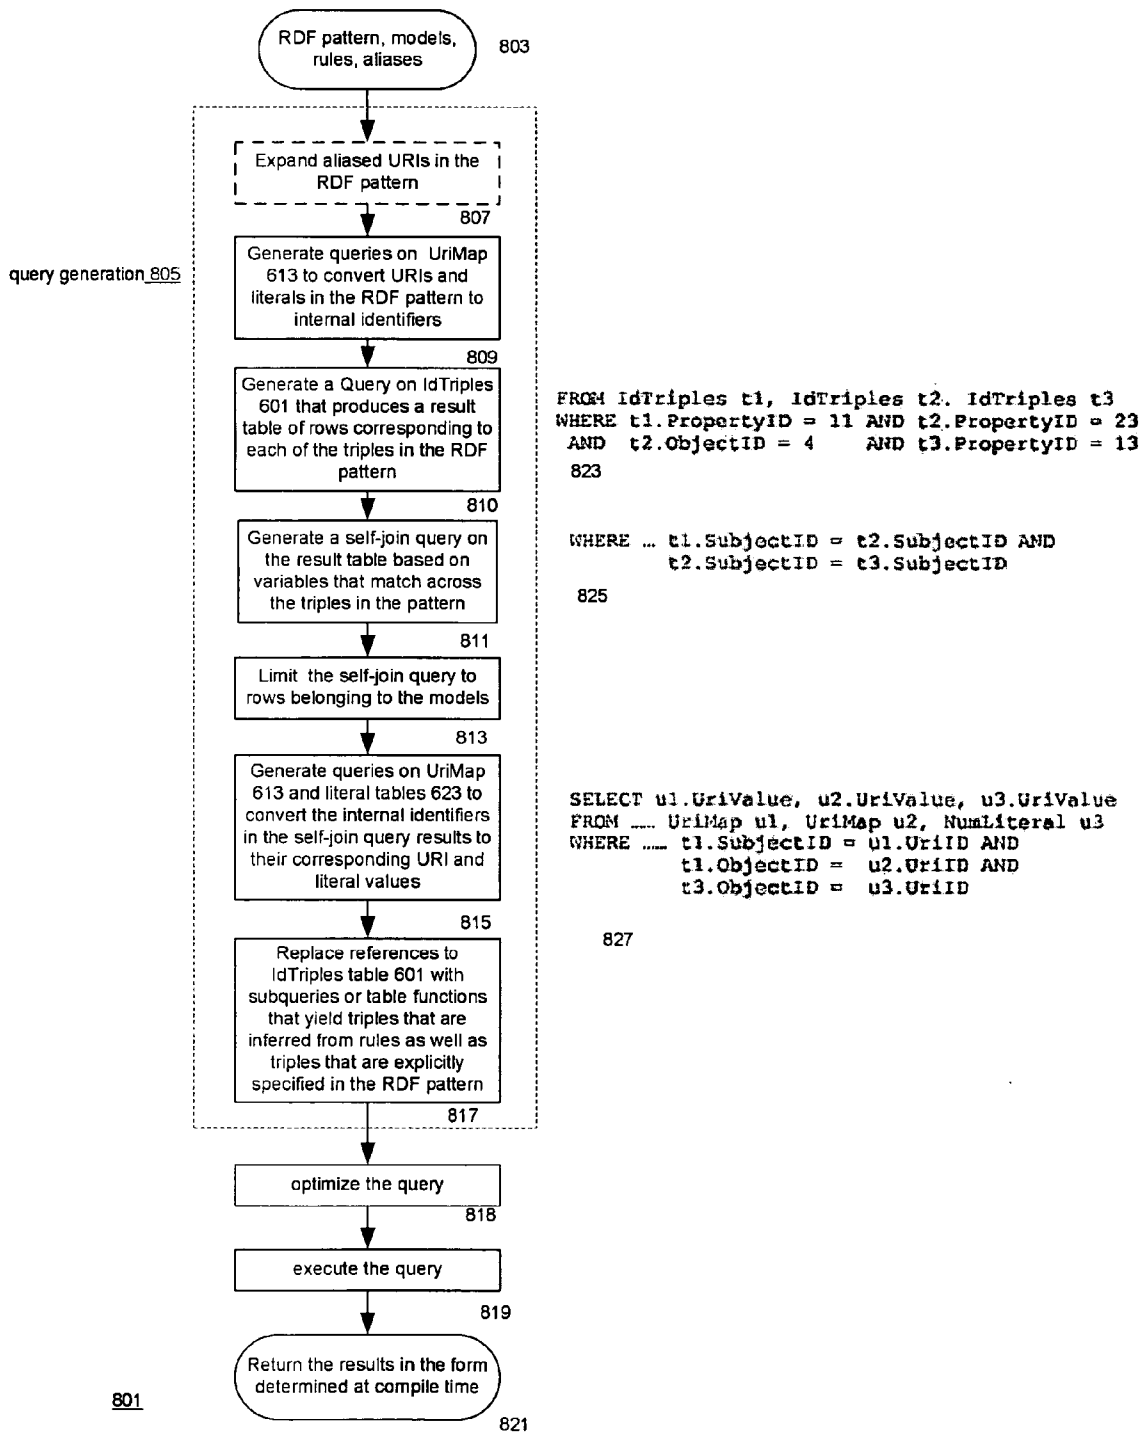 RDF pattern, models,
rules, aliases
803
Expand aliased URIs in the
RDF pattern
807
query generation 805
Generate queries on UriMap
613 to convert URIs and
literals in the RDF pattern to
internal identifiers
809
Generate a Query on IdTriples
601 that produces a result
table of rows corresponding to
each of the triples in the RDF
pattern
810
FROM IdTriples t1, IdTriples t2. IdTriples t3
WHERE t1.PropertyID = 11 AND t2.PropertyID = 23
AND t2.ObjectID = 4 AND t3.PropertyID = 13
823
Generate a self-join query on
the result table based on
variables that match across
the triples in the pattern
811
WHERE … t1.SubjectID = t2.SubjectID AND
t2.SubjectID = t3.SubjectID
825
Limit the self-join query to
rows belonging to the models
813
Generate queries on UriMap
613 and literal tables 623 to
convert the internal identifiers
in the self-join query results to
their corresponding URI and
literal values
815
SELECT u1.UriValue, u2.UriValue, u3.UriValue
FROM …… UriMap u1, UriMap u2, NumLiteral u3
WHERE …… t1.SubjectID = u1.UriID AND
t1.ObjectID = u2.UriID AND
t3.ObjectID = u3.UriID
827
Replace references to
IdTriples table 601 with
subqueries or table functions
that yield triples that are
inferred from rules as well as
triples that are explicitly
specified in the RDF pattern
817
optimize the query
818
execute the query
819
Return the results in the form
determined at compile time
821
801